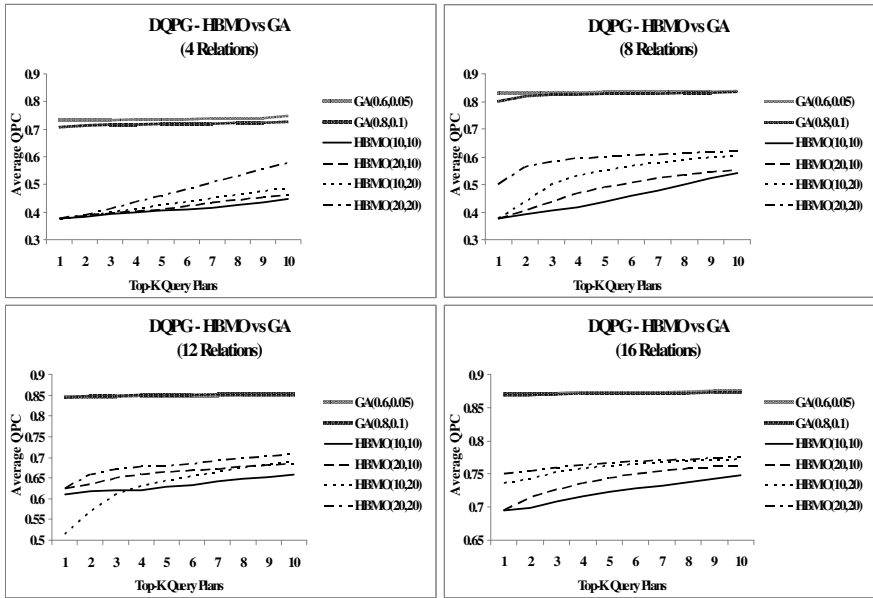 DQPG - HBMO vs GA
(4 Relations)
0.9
0.8
0.7
0.6
0.5
0.4
0.3
Average QPC
1 2 3 4 5 6 7 8 9 10
Top-K Query Plans
GA(0.6,0.05)
GA(0.8,0.1)
HBMO(10,10)
HBMO(20,10)
HBMO(10,20)
HBMO(20,20)
DQPG - HBMO vs GA
(8 Relations)
0.9
0.8
0.7
0.6
0.5
0.4
0.3
Average QPC
1 2 3 4 5 6 7 8 9 10
Top-K Query Plans
GA(0.6,0.05)
GA(0.8,0.1)
HBMO(10,10)
HBMO(20,10)
HBMO(10,20)
HBMO(20,20)
DQPG - HBMO vs GA
(12 Relations)
0.9
0.85
0.8
0.75
0.7
0.65
0.6
0.55
0.5
Average QPC
1 2 3 4 5 6 7 8 9 10
Top-K Query Plans
GA(0.6,0.05)
GA(0.8,0.1)
HBMO(10,10)
HBMO(20,10)
HBMO(10,20)
HBMO(20,20)
DQPG - HBMO vs GA
(16 Relations)
0.9
0.85
0.8
0.75
0.7
0.65
Average QPC
1 2 3 4 5 6 7 8 9 10
Top-K Query Plans
GA(0.6,0.05)
GA(0.8,0.1)
HBMO(10,10)
HBMO(20,10)
HBMO(10,20)
HBMO(20,20)